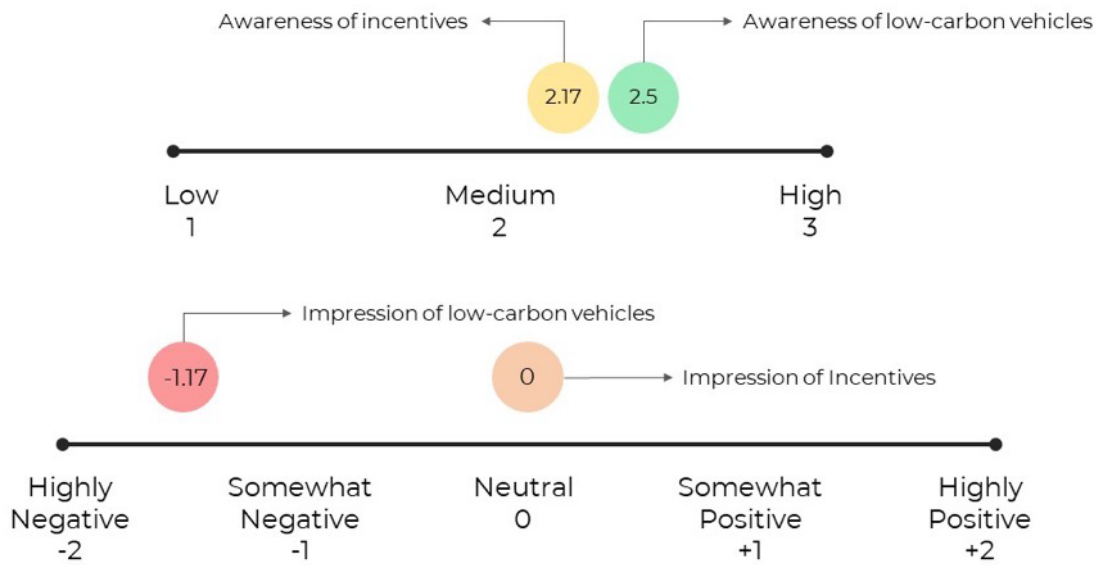 Awareness of incentives
Awareness of low-carbon vehicles
2.17
2.5
Low
Medium
High
1
2
3
Impression of low-carbon vehicles
-1.17
0
Impression of Incentives
Highly
Somewhat
Neutral
Somewhat
Highly
Negative
Negative
0
Positive
Positive
-2
-1
+1
+2